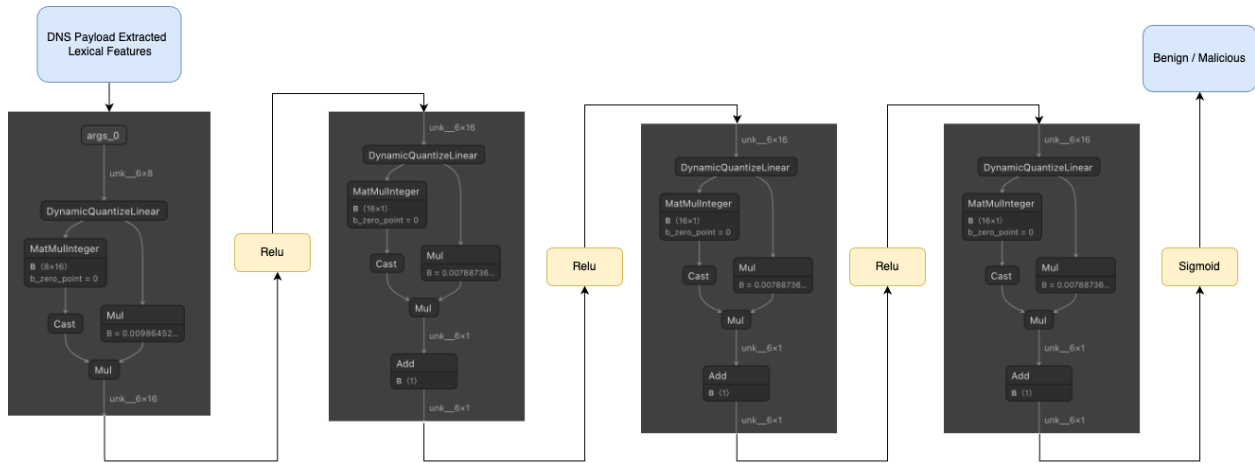 DNS Payload Extracted
Lexical Features
args_0
unk__6×8
DynamicQuantizeLinear
MatMulInteger
B ⟨8×16⟩
b_zero_point = 0
Cast
Mul
B = 0.00986452...
Mul
unk__6×16
Relu
unk__6×16
DynamicQuantizeLinear
MatMulInteger
B ⟨16×1⟩
b_zero_point = 0
Cast
Mul
B = 0.00788736...
Mul
unk__6×1
Add
B ⟨1⟩
unk__6×1
Relu
unk__6×16
DynamicQuantizeLinear
MatMulInteger
B ⟨16×1⟩
b_zero_point = 0
Cast
Mul
B = 0.00788736...
Mul
unk__6×1
Add
B ⟨1⟩
unk__6×1
Relu
unk__6×16
DynamicQuantizeLinear
MatMulInteger
B ⟨16×1⟩
b_zero_point = 0
Cast
Mul
B = 0.00788736...
Mul
unk__6×1
Add
B ⟨1⟩
unk__6×1
Sigmoid
Benign / Malicious